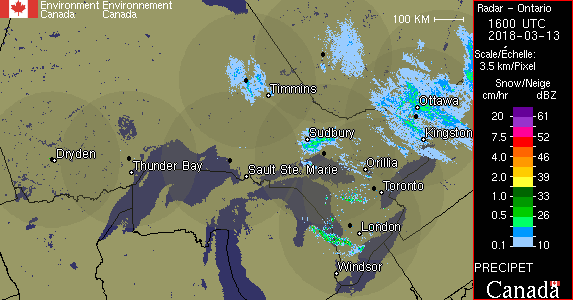 Environment Environnement
Canada Canada
100 KM
Timmins
Ottawa
Sudbury
Kingston
Dryden
Thunder Bay
Sault Ste. Marie
Orillia
Toronto
London
Windsor
Radar - Ontario
1600 UTC
2018-03-13
Scale/Échelle:
3.5 km/Pixel
Snow/Neige
cm/hr dBZ
20 61
7.5 52
4.0 46
2.0 39
1.0 33
0.5 26
0.1 10
PRECIPET
Canada